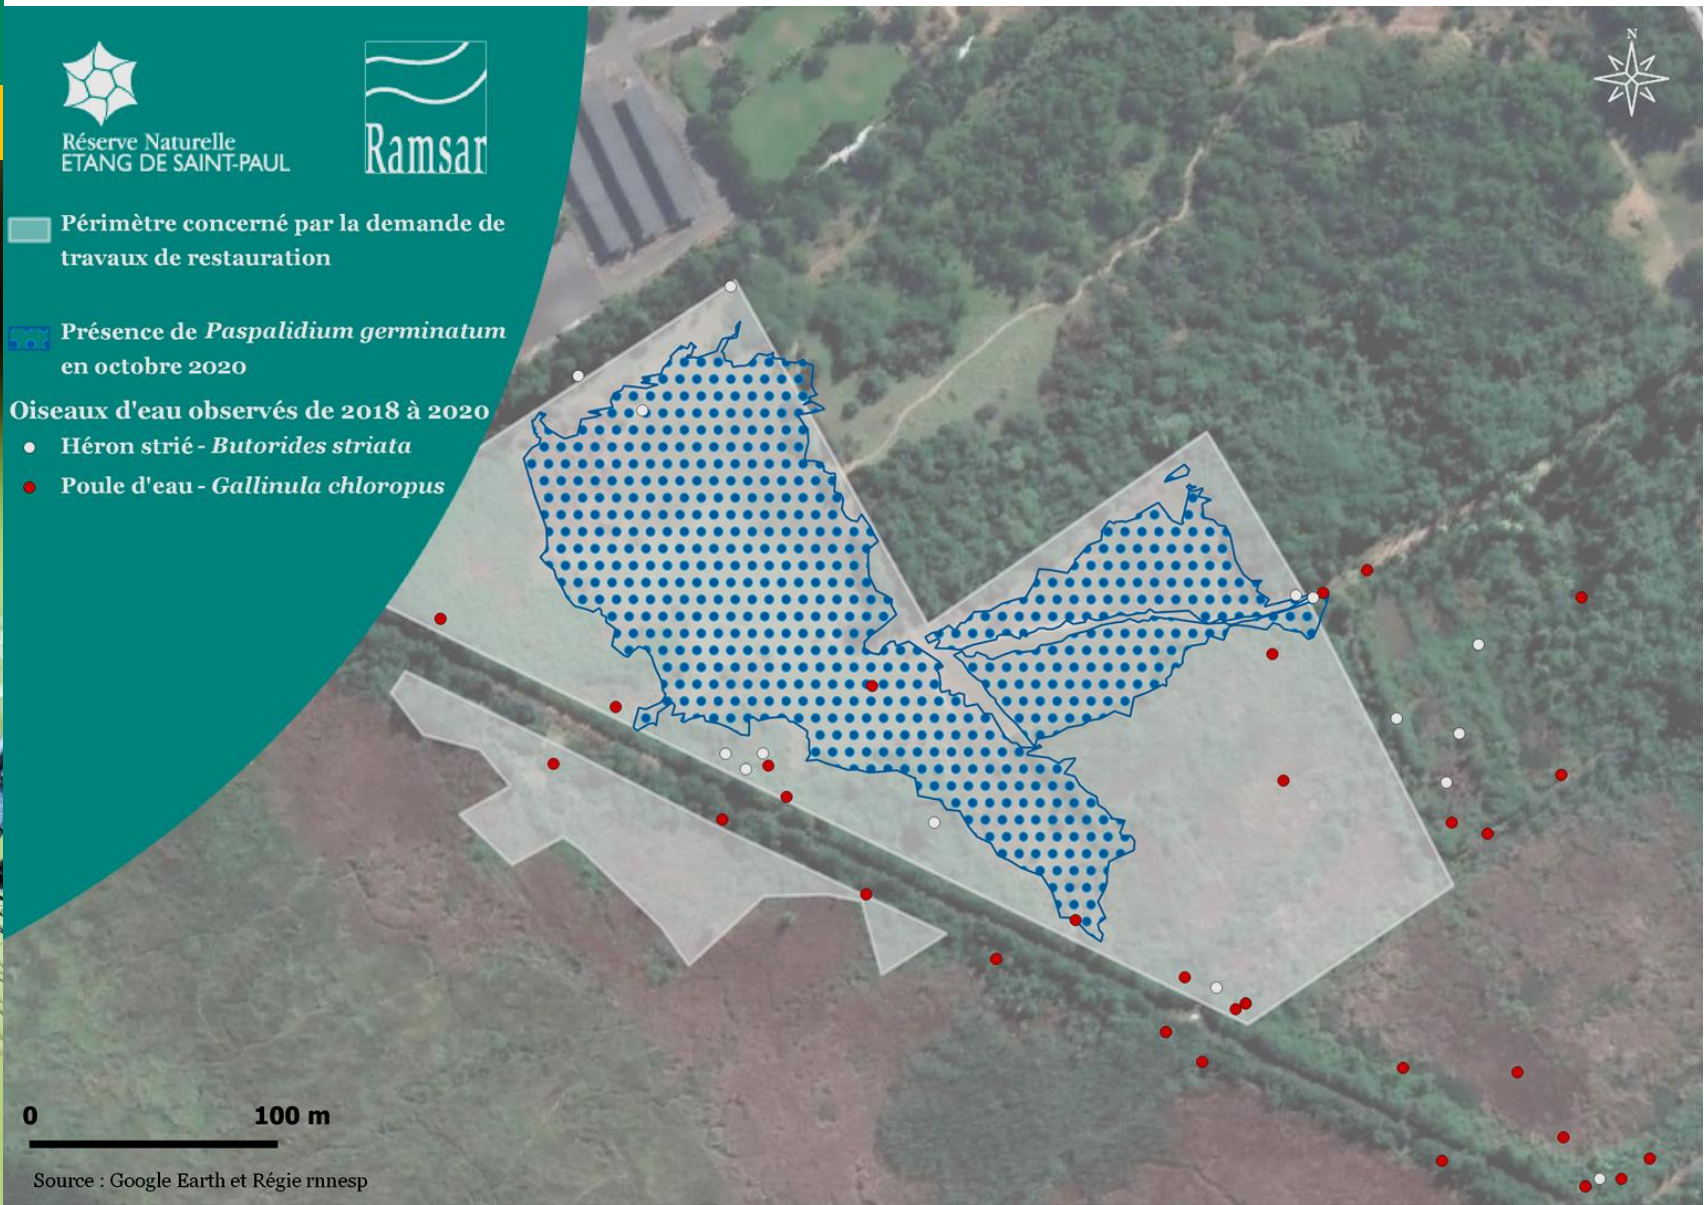 Réserve Naturelle
ETANG DE SAINT-PAUL
Ramsar
Périmètre concerné par la demande de
travaux de restauration
Présence de Paspalidium germinatum
en octobre 2020
Oiseaux d'eau observés de 2018 à 2020
Héron strié - Butorides striata
Poule d'eau - Gallinula chloropus
N
0 100 m
Source : Google Earth et Régie rnnesp